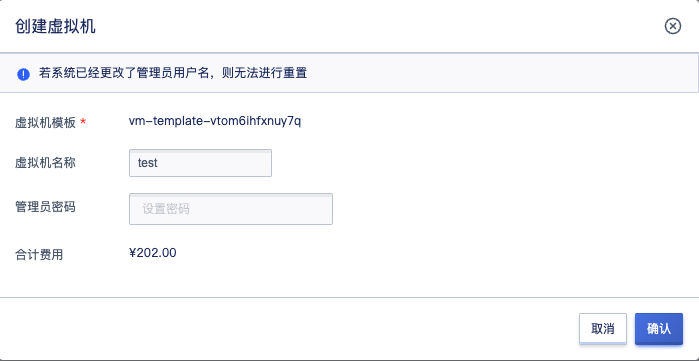 创建虚拟机
若系统已经更改了管理员用户名，则无法进行重置
虚拟机模板 * vm-template-vtom6ihfxnuy7q
虚拟机名称 test
管理员密码 设置密码
合计费用 ¥202.00
取消 确认